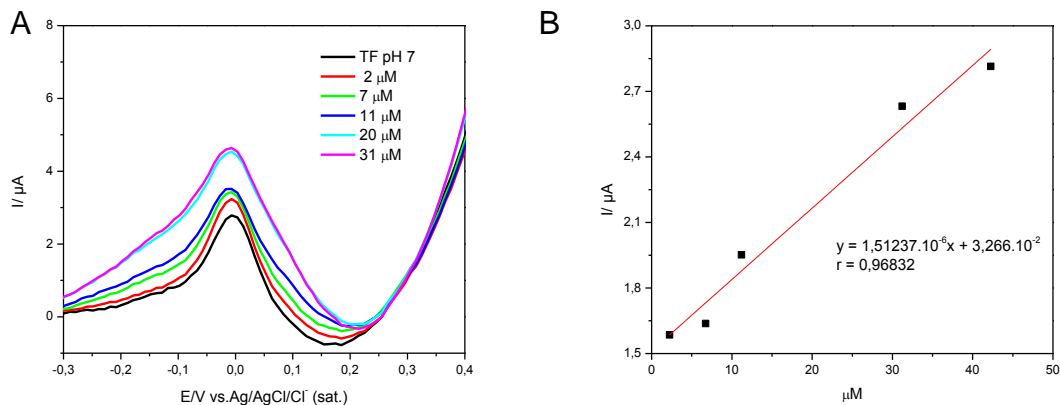 A
I/ µA
8
6
4
2
0
-0,3
-0,2
-0,1
0,0
0,1
0,2
0,3
0,4
E/V vs.Ag/AgCl/Cl⁻ (sat.)
TF pH 7
2 µM
7 µM
11 µM
20 µM
31 µM
B
I/ µA
3,0
2,7
2,4
2,1
1,8
1,5
0
10
20
30
40
50
µM
y = 1,51237.10⁻⁶x + 3,266.10⁻²
r = 0,96832